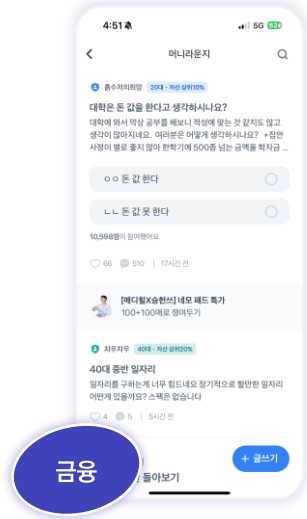 4:51
5G 62
머니라운지
흙수저의희망 20대 · 자산 상위10%
대학은 돈 값을 한다고 생각하시나요?
대학에 와서 막상 공부를 해보니 적성에 맞는 것 같지도 않고
생각이 많아지네요. 여러분은 어떻게 생각하시나요? +집안
사정이 별로 좋지 않아 한학기에 500좀 넘는 금액을 학자금 ...
ㅇㅇ 돈 값 한다
ㄴㄴ 돈 값 못 한다
10,598명이 참여했어요
66 510 | 17시간 전
[메디힐X승헌쓰] 네모 패드 특가
100+100매로 쟁여두기
차우차우 40대 · 자산 상위20%
40대 중반 일자리
일자리를 구하는게 너무 힘드네요 장기적으로 할만한 일자리
어떤게 있을까요? 스펙은 없습니다
4 5 | 5시간 전
+ 글쓰기
금융
돌아보기